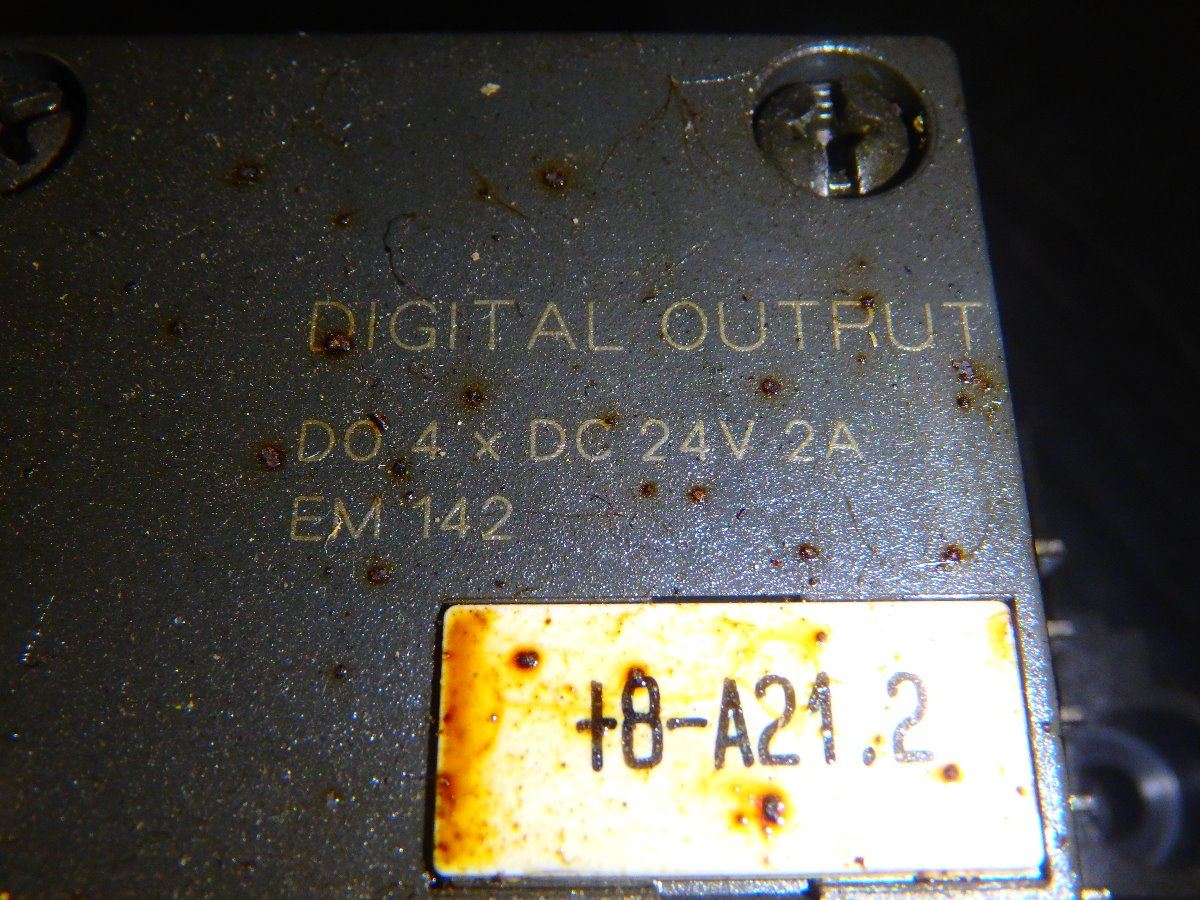 DIGITAL OUTPUT
DO 4 x DC 24V 2A
EM 142
+8-A21.2